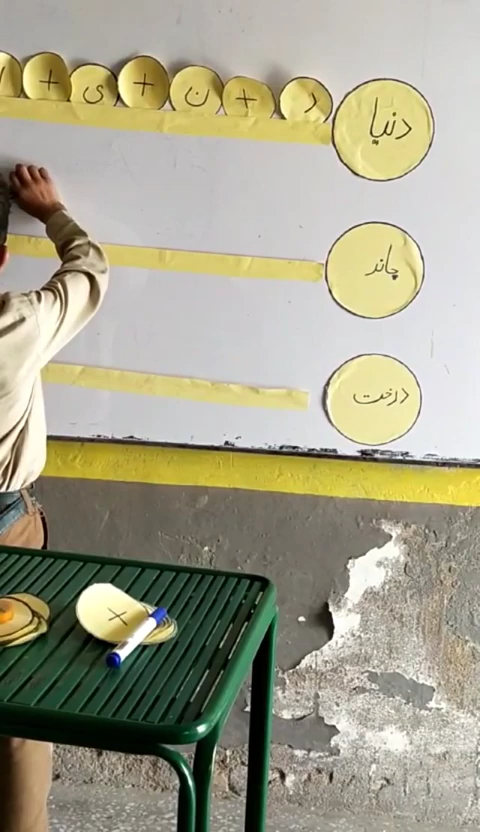 دنیا د + ن + ی + ا
چاند
درخت
+